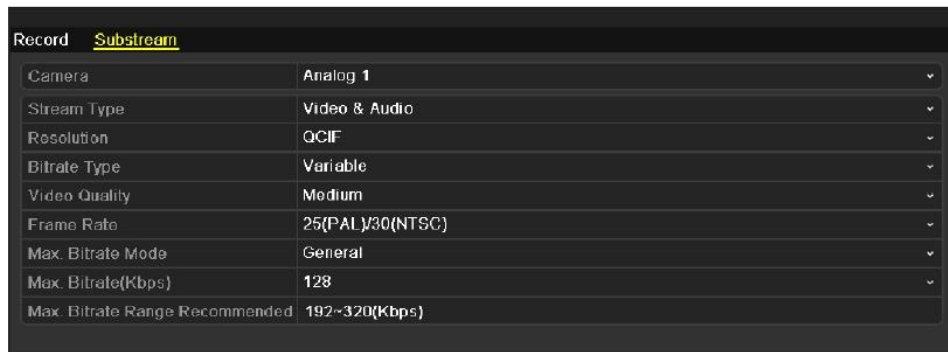 Record Substream
Camera Analog 1
Stream Type Video & Audio
Resolution QCIF
Bitrate Type Variable
Video Quality Medium
Frame Rate 25(PAL)/30(NTSC)
Max. Bitrate Mode General
Max. Bitrate(Kbps) 128
Max. Bitrate Range Recommended 192~320(Kbps)